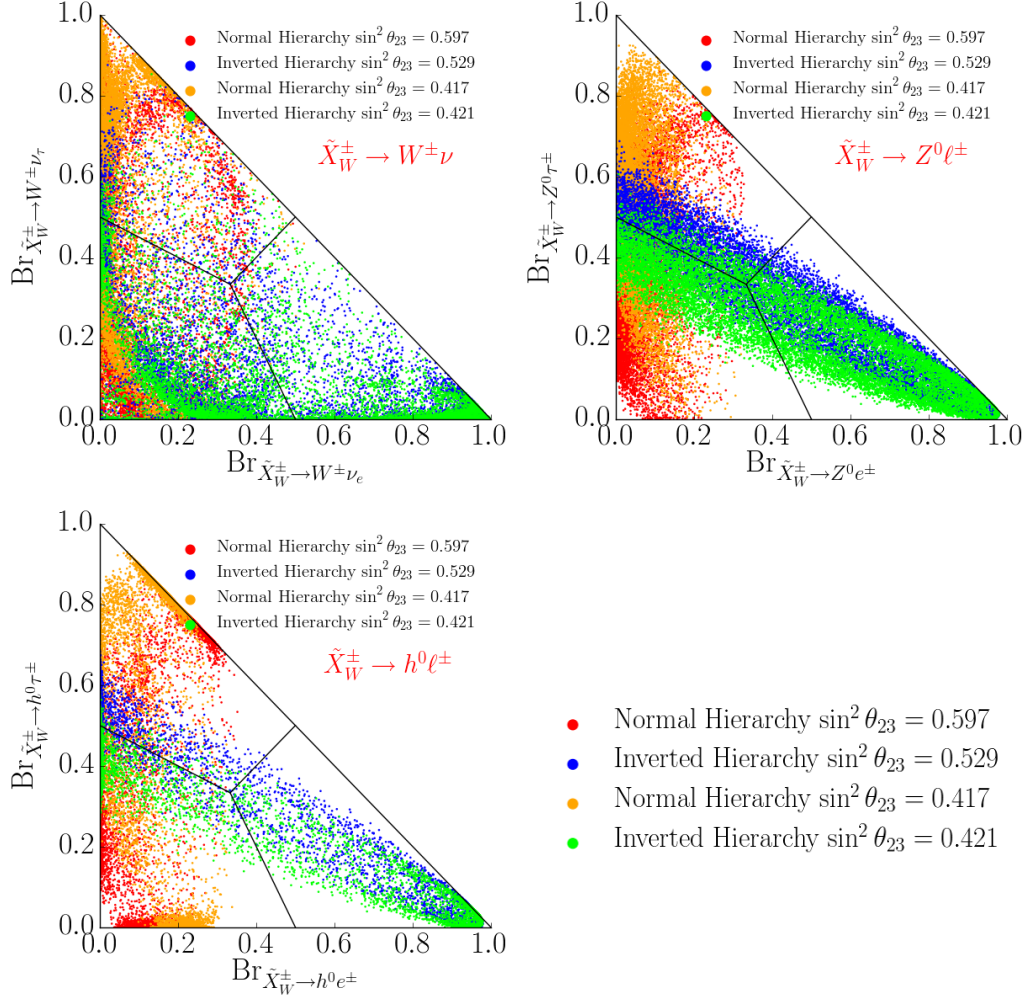 1.0
0.8
0.6
0.4
0.2
0.0
0.0 0.2 0.4 0.6 0.8 1.0
Br X̃_W^± → W^± ν_τ
Br X̃_W^± → W^± ν_e
Normal Hierarchy sin² θ₂₃ = 0.597
Inverted Hierarchy sin² θ₂₃ = 0.529
Normal Hierarchy sin² θ₂₃ = 0.417
Inverted Hierarchy sin² θ₂₃ = 0.421
X̃_W^± → W^± ν
1.0
0.8
0.6
0.4
0.2
0.0
0.0 0.2 0.4 0.6 0.8 1.0
Br X̃_W^± → Z⁰ τ^±
Br X̃_W^± → Z⁰ e^±
Normal Hierarchy sin² θ₂₃ = 0.597
Inverted Hierarchy sin² θ₂₃ = 0.529
Normal Hierarchy sin² θ₂₃ = 0.417
Inverted Hierarchy sin² θ₂₃ = 0.421
X̃_W^± → Z⁰ ℓ^±
1.0
0.8
0.6
0.4
0.2
0.0
0.0 0.2 0.4 0.6 0.8 1.0
Br X̃_W^± → h⁰ τ^±
Br X̃_W^± → h⁰ e^±
Normal Hierarchy sin² θ₂₃ = 0.597
Inverted Hierarchy sin² θ₂₃ = 0.529
Normal Hierarchy sin² θ₂₃ = 0.417
Inverted Hierarchy sin² θ₂₃ = 0.421
X̃_W^± → h⁰ ℓ^±
Normal Hierarchy sin² θ₂₃ = 0.597
Inverted Hierarchy sin² θ₂₃ = 0.529
Normal Hierarchy sin² θ₂₃ = 0.417
Inverted Hierarchy sin² θ₂₃ = 0.421